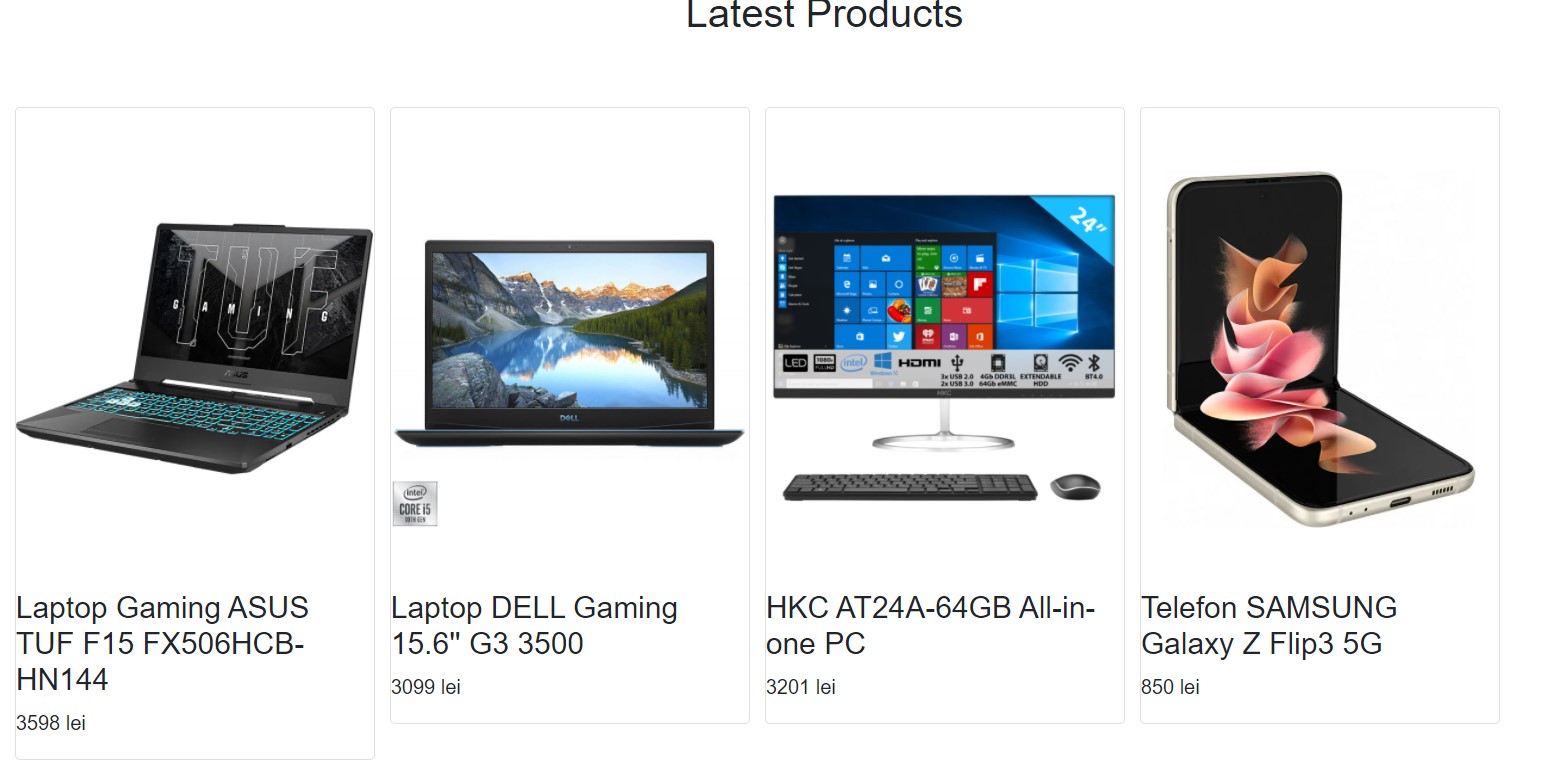 Latest Products
TUF
GAMING
ASUS
Laptop Gaming ASUS
TUF F15 FX506HCB-
HN144
3598 lei
DELL
intel
CORE i5
10TH GEN
Laptop DELL Gaming
15.6" G3 3500
3099 lei
24"
LED
1080p
FULL HD
intel
Windows 10
HDMI
3x USB 2.0
2x USB 3.0
4Gb DDR3L
64Gb eMMC
EXTENDABLE
HDD
BT4.0
HKC
HKC AT24A-64GB All-in-
one PC
3201 lei
Telefon SAMSUNG
Galaxy Z Flip3 5G
850 lei